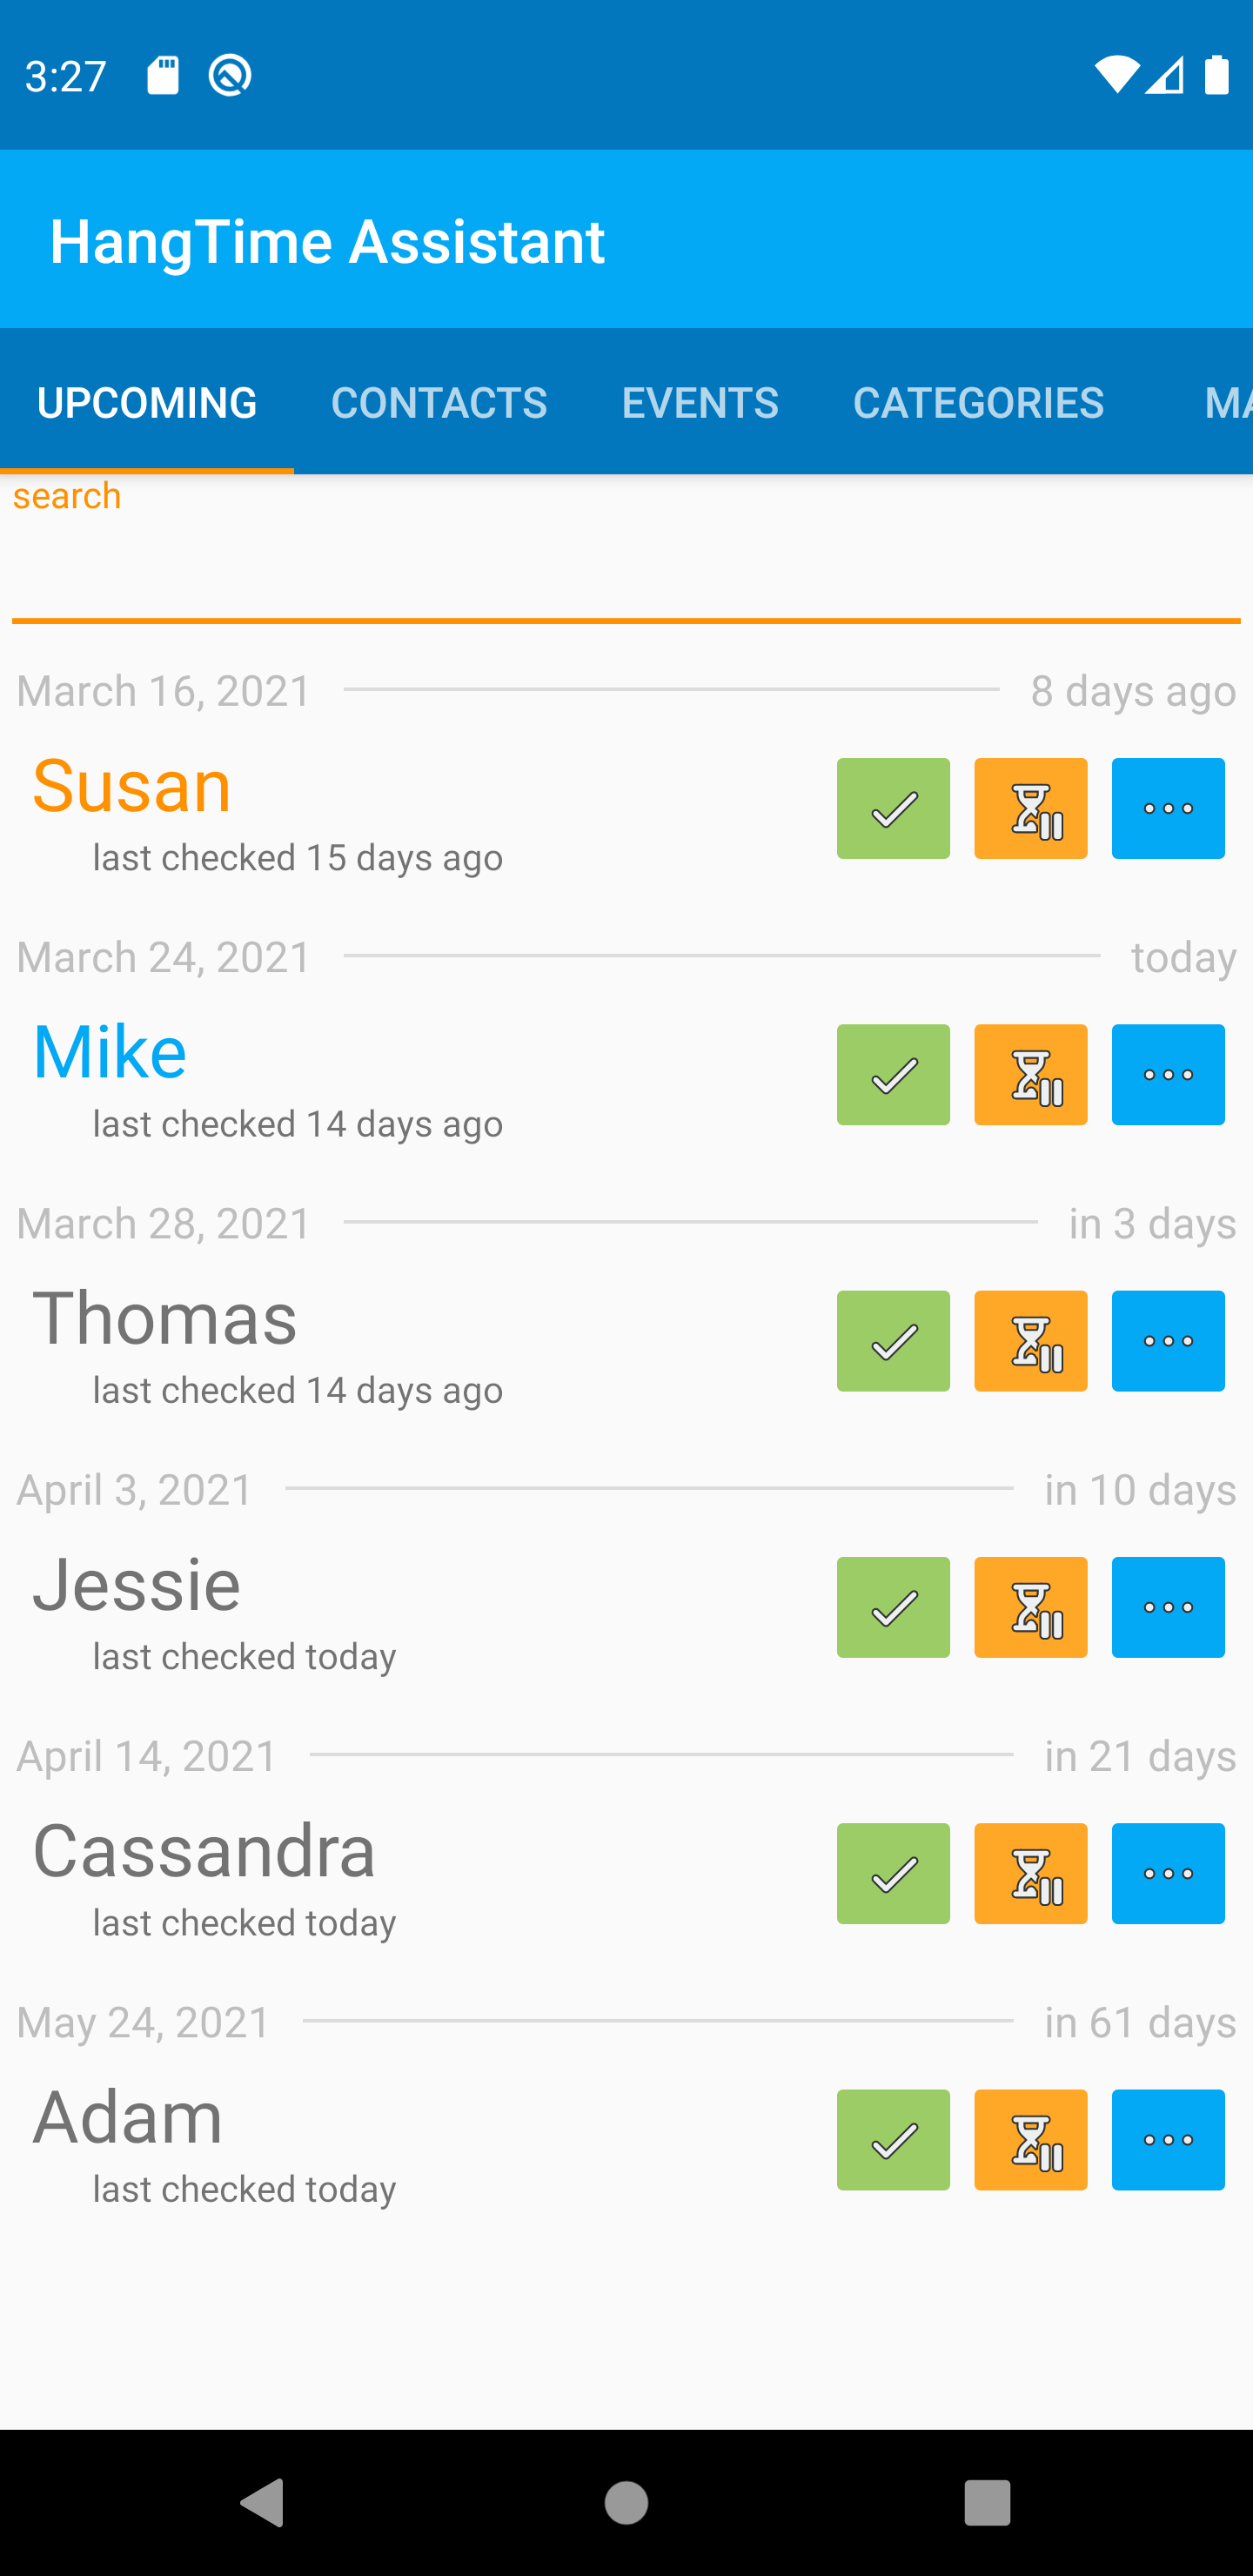 3:27
HangTime Assistant
UPCOMING CONTACTS EVENTS CATEGORIES MA
search
March 16, 2021 8 days ago
Susan
last checked 15 days ago
March 24, 2021 today
Mike
last checked 14 days ago
March 28, 2021 in 3 days
Thomas
last checked 14 days ago
April 3, 2021 in 10 days
Jessie
last checked today
April 14, 2021 in 21 days
Cassandra
last checked today
May 24, 2021 in 61 days
Adam
last checked today